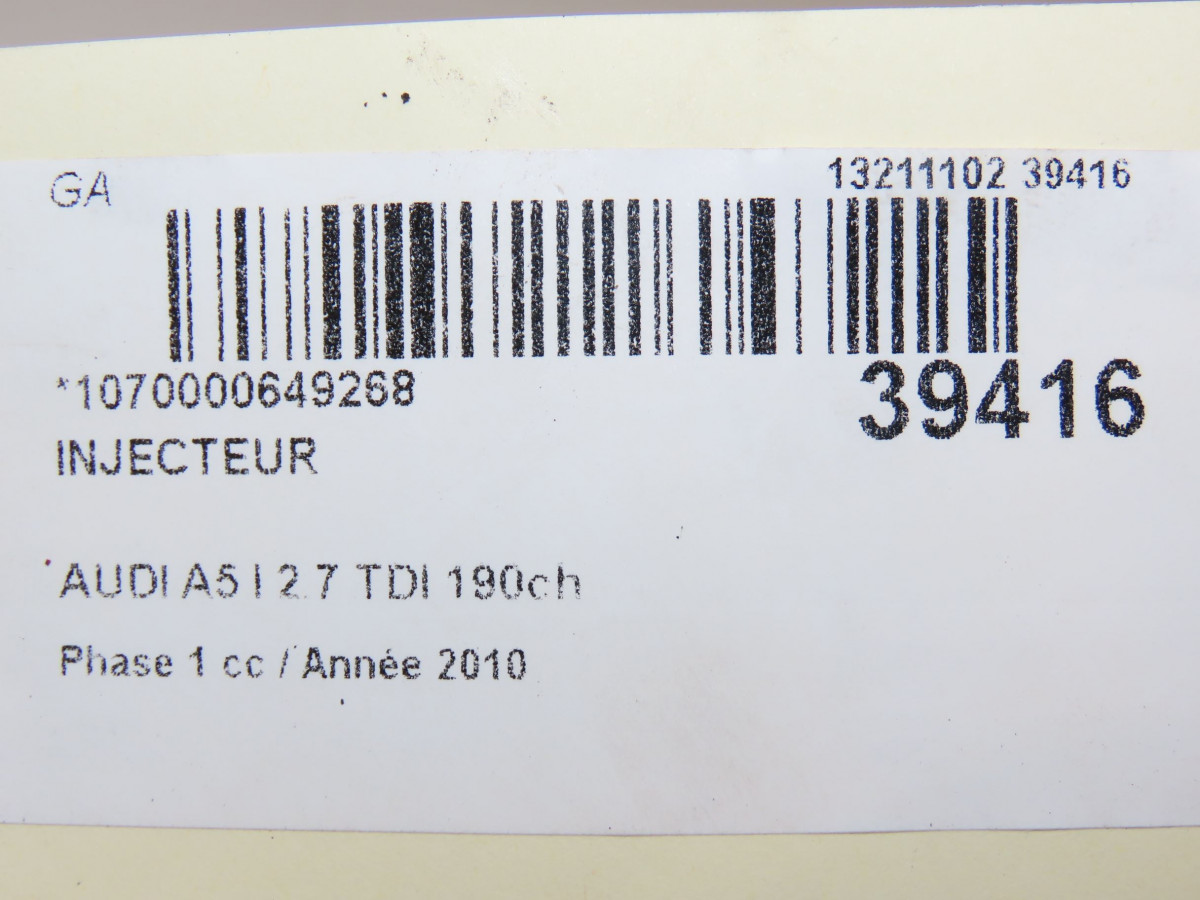 GA
13211102 39416
*1070000649268
39416
INJECTEUR
AUDI A5 I 2.7 TDI 190ch
Phase 1 cc / Année 2010